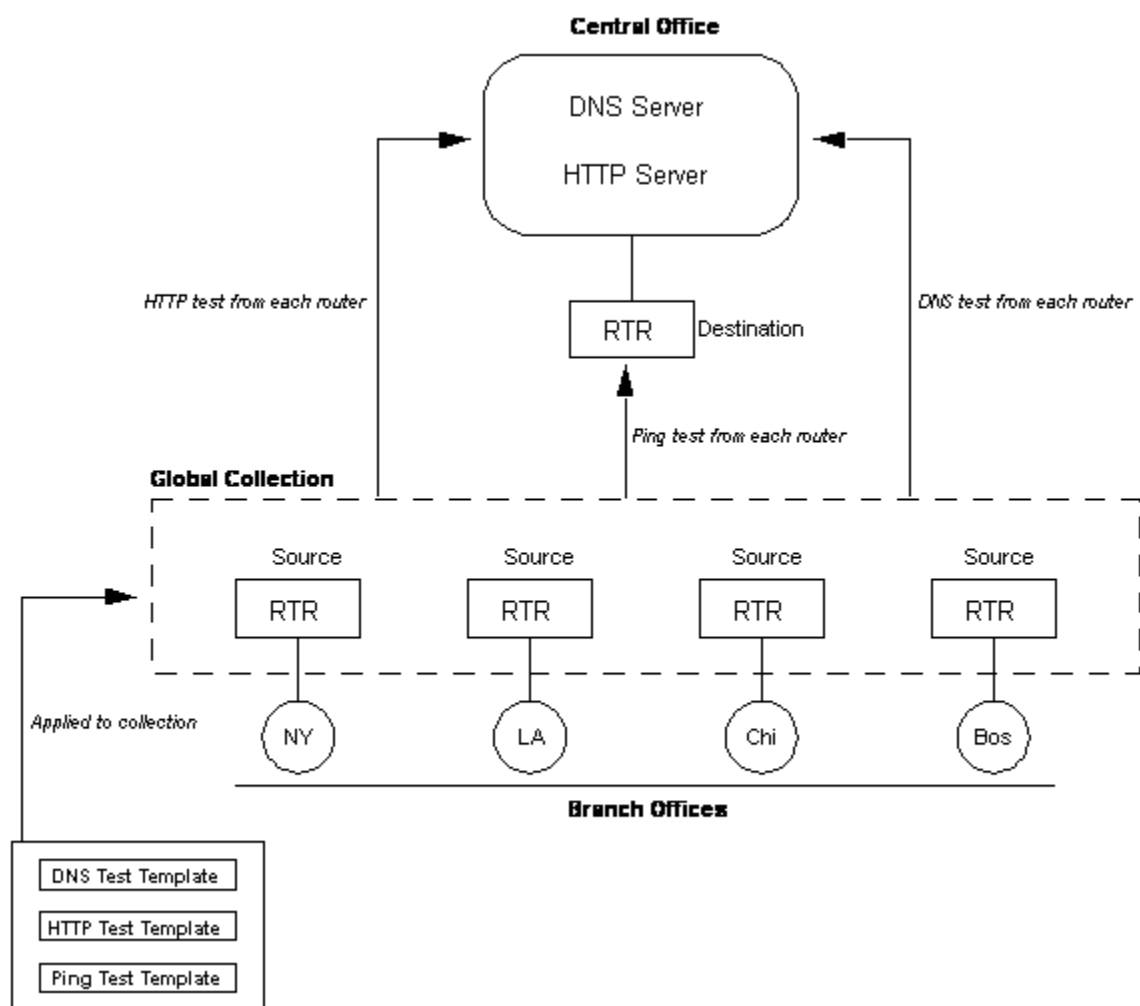 Central Office
DNS Server
HTTP Server
HTTP test from each router
DNS test from each router
RTR
Destination
Ping test from each router
Global Collection
Source
Source
Source
Source
RTR
RTR
RTR
RTR
Applied to collection
NY
LA
Chi
Bos
Branch Offices
DNS Test Template
HTTP Test Template
Ping Test Template